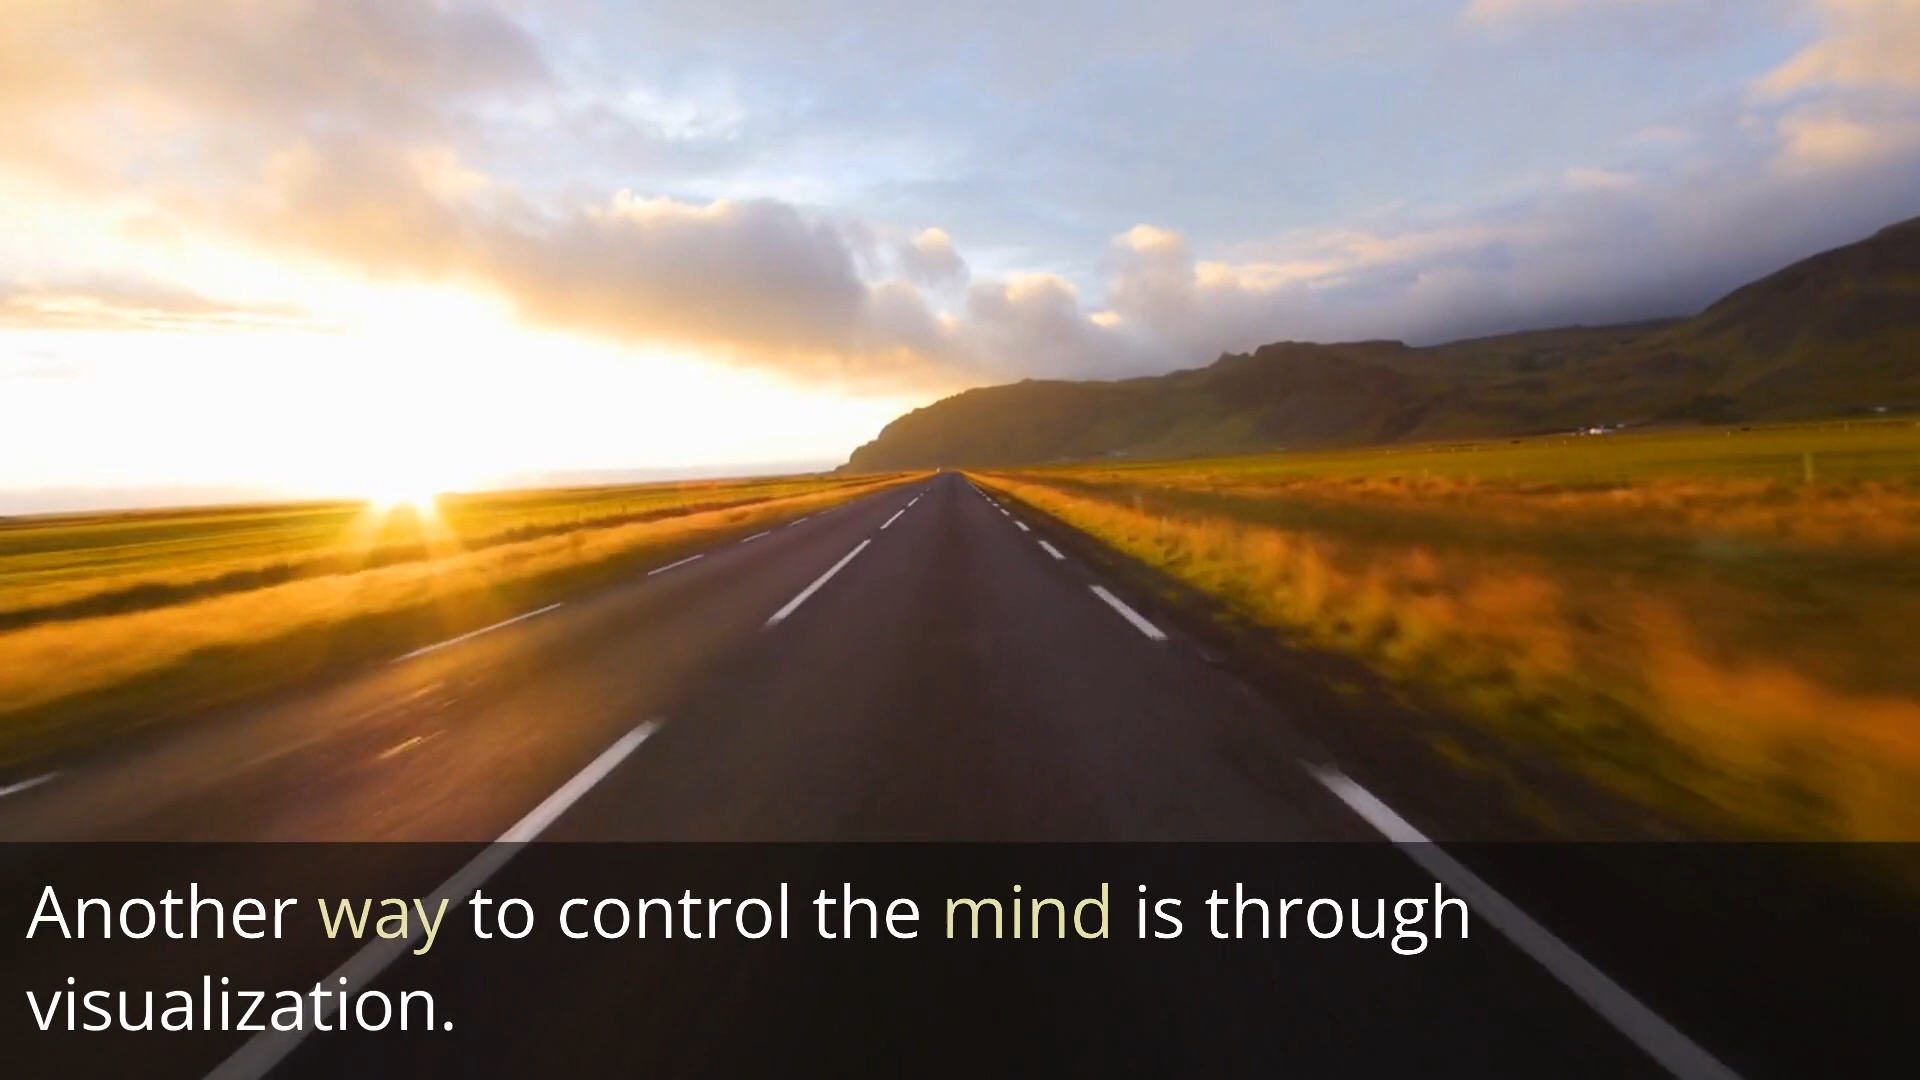 Another way to control the mind is through
visualization.